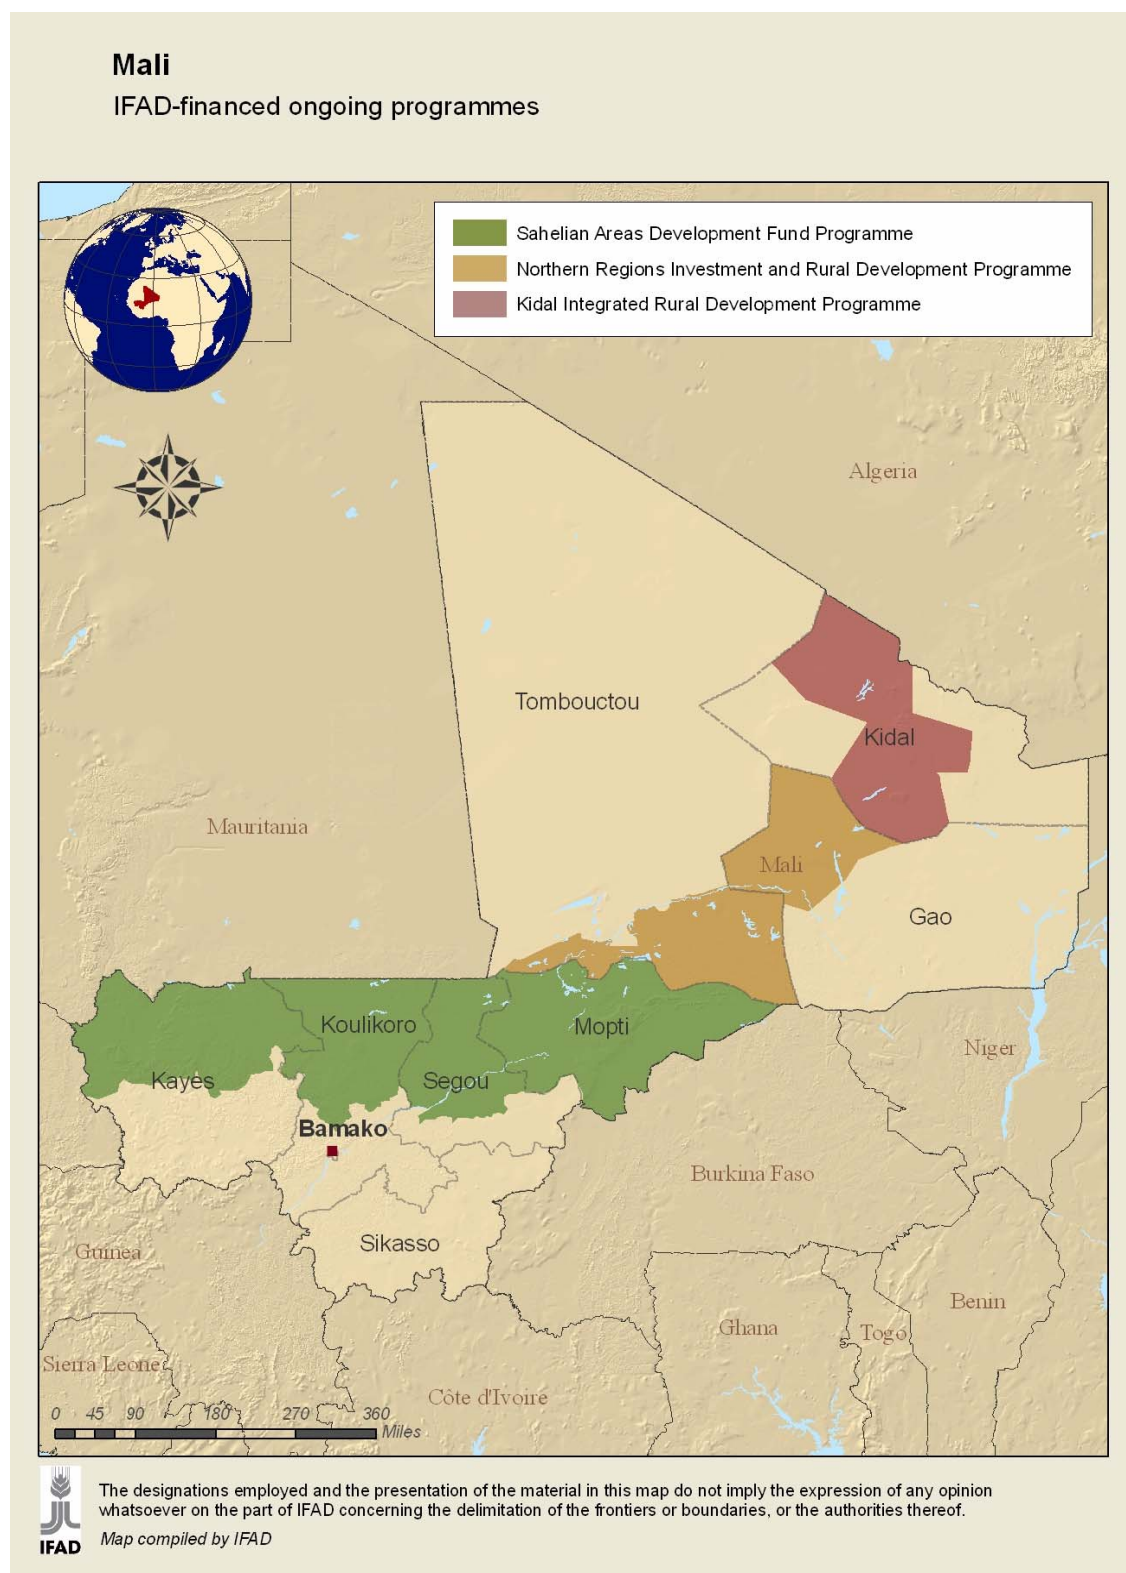 Mali
IFAD-financed ongoing programmes
Sahelian Areas Development Fund Programme
Northern Regions Investment and Rural Development Programme
Kidal Integrated Rural Development Programme
Algeria
Tombouctou
Kidal
Mauritania
Mali
Gao
Koulikoro
Mopti
Niger
Kayes
Segou
Bamako
Burkina Faso
Sikasso
Guinea
Benin
Ghana
Togo
Sierra Leone
Côte d'Ivoire
0 45 90 180 270 360
Miles
The designations employed and the presentation of the material in this map do not imply the expression of any opinion
whatsoever on the part of IFAD concerning the delimitation of the frontiers or boundaries, or the authorities thereof.
Map compiled by IFAD
IFAD